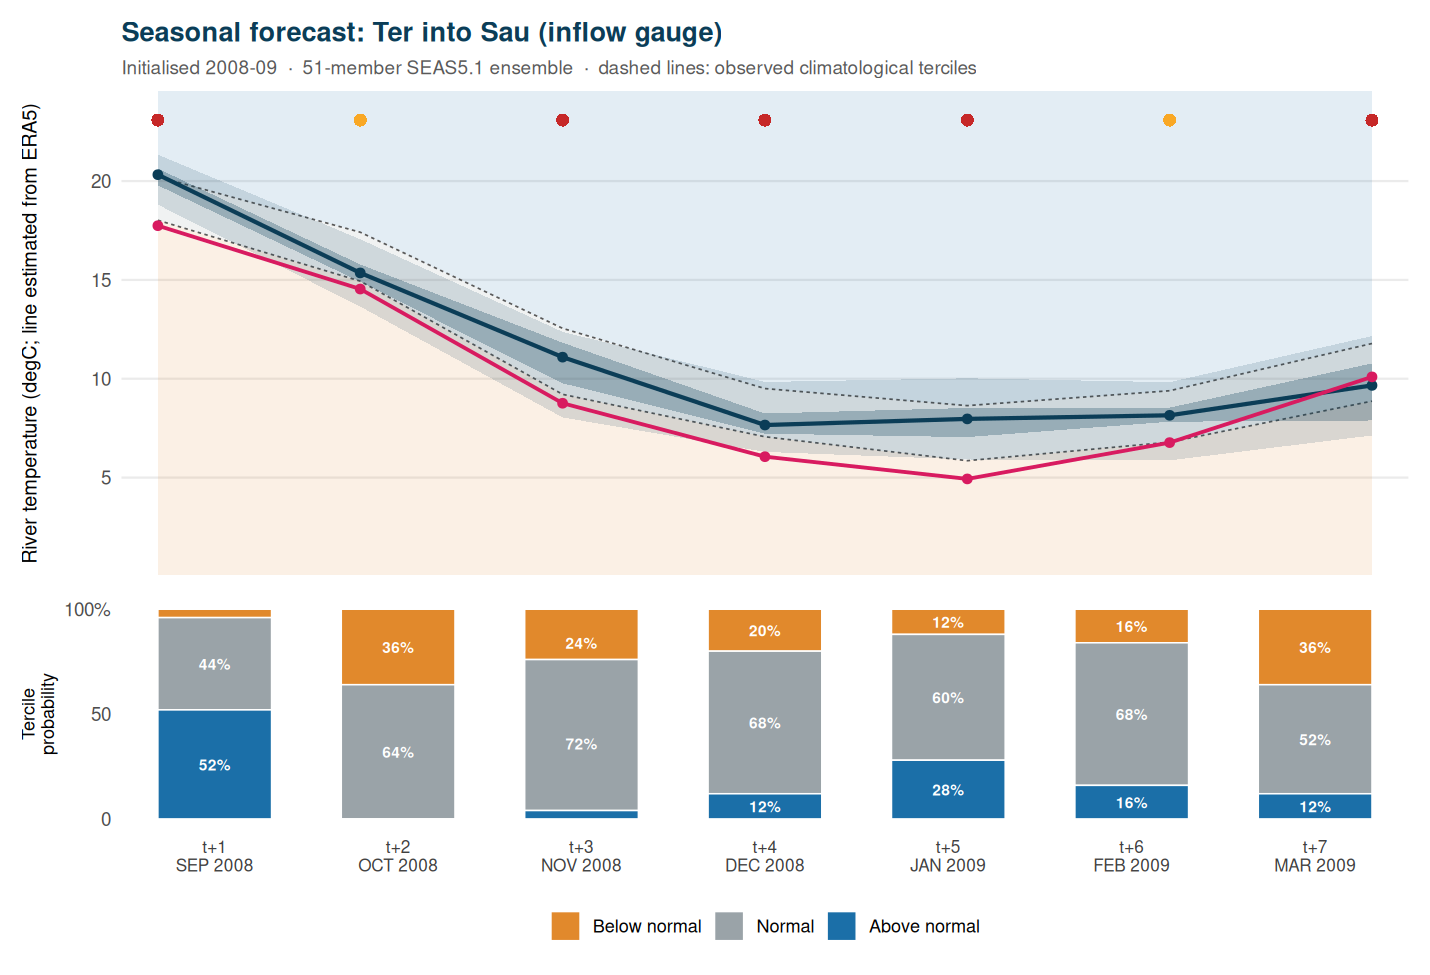 Seasonal forecast: Ter into Sau (inflow gauge)
Initialised 2008-09 · 51-member SEAS5.1 ensemble · dashed lines: observed climatological terciles
River temperature (degC; line estimated from ERA5)
20
15
10
5
Tercile
probability
100%
50
0
44%
52%
36%
64%
24%
72%
20%
68%
12%
12%
60%
28%
16%
68%
16%
36%
52%
12%
t+1
SEP 2008
t+2
OCT 2008
t+3
NOV 2008
t+4
DEC 2008
t+5
JAN 2009
t+6
FEB 2009
t+7
MAR 2009
Below normal
Normal
Above normal